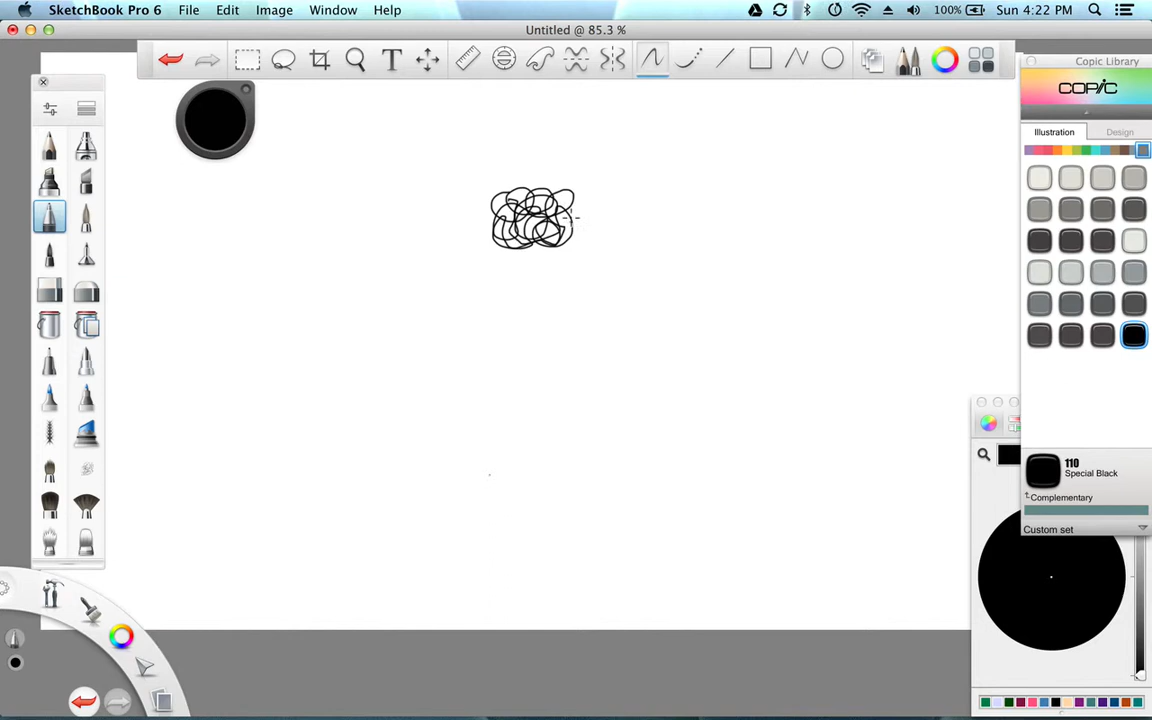 SketchBook Pro 6 File Edit Image Window Help 100% Sun 4:22 PM
Untitled @ 85.3 %
T
Copic Library
COPIC
Illustration Design
110
Special Black
Complementary
Custom set